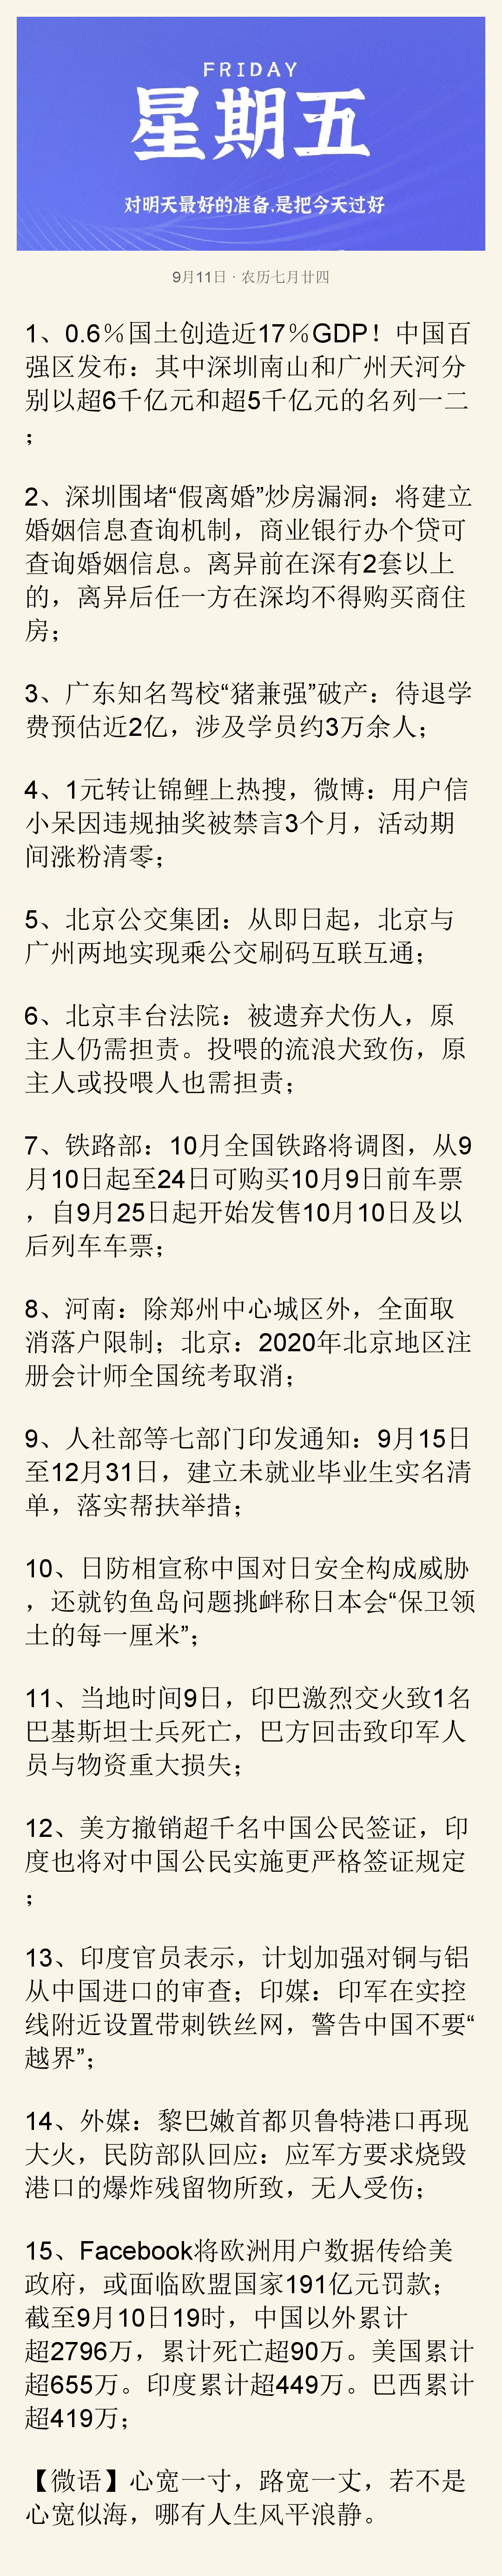 FRIDAY
星期五
对明天最好的准备,是把今天过好
9月11日 · 农历七月廿四
1、0.6％国土创造近17％GDP！中国百
强区发布：其中深圳南山和广州天河分
别以超6千亿元和超5千亿元的名列一二
；
2、深圳围堵“假离婚”炒房漏洞：将建立
婚姻信息查询机制，商业银行办个贷可
查询婚姻信息。离异前在深有2套以上
的，离异后任一方在深均不得购买商住
房；
3、广东知名驾校“猪兼强”破产：待退学
费预估近2亿，涉及学员约3万余人；
4、1元转让锦鲤上热搜，微博：用户信
小呆因违规抽奖被禁言3个月，活动期
间涨粉清零；
5、北京公交集团：从即日起，北京与
广州两地实现乘公交刷码互联互通；
6、北京丰台法院：被遗弃犬伤人，原
主人仍需担责。投喂的流浪犬致伤，原
主人或投喂人也需担责；
7、铁路部：10月全国铁路将调图，从9
月10日起至24日可购买10月9日前车票
，自9月25日起开始发售10月10日及以
后列车车票；
8、河南：除郑州中心城区外，全面取
消落户限制；北京：2020年北京地区注
册会计师全国统考取消；
9、人社部等七部门印发通知：9月15日
至12月31日，建立未就业毕业生实名清
单，落实帮扶举措；
10、日防相宣称中国对日安全构成威胁
，还就钓鱼岛问题挑衅称日本会“保卫领
土的每一厘米”；
11、当地时间9日，印巴激烈交火致1名
巴基斯坦士兵死亡，巴方回击致印军人
员与物资重大损失；
12、美方撤销超千名中国公民签证，印
度也将对中国公民实施更严格签证规定
；
13、印度官员表示，计划加强对铜与铝
从中国进口的审查；印媒：印军在实控
线附近设置带刺铁丝网，警告中国不要“
越界”；
14、外媒：黎巴嫩首都贝鲁特港口再现
大火，民防部队回应：应军方要求烧毁
港口的爆炸残留物所致，无人受伤；
15、Facebook将欧洲用户数据传给美
政府，或面临欧盟国家191亿元罚款；
截至9月10日19时，中国以外累计
超2796万，累计死亡超90万。美国累计
超655万。印度累计超449万。巴西累计
超419万；
【微语】心宽一寸，路宽一丈，若不是
心宽似海，哪有人生风平浪静。